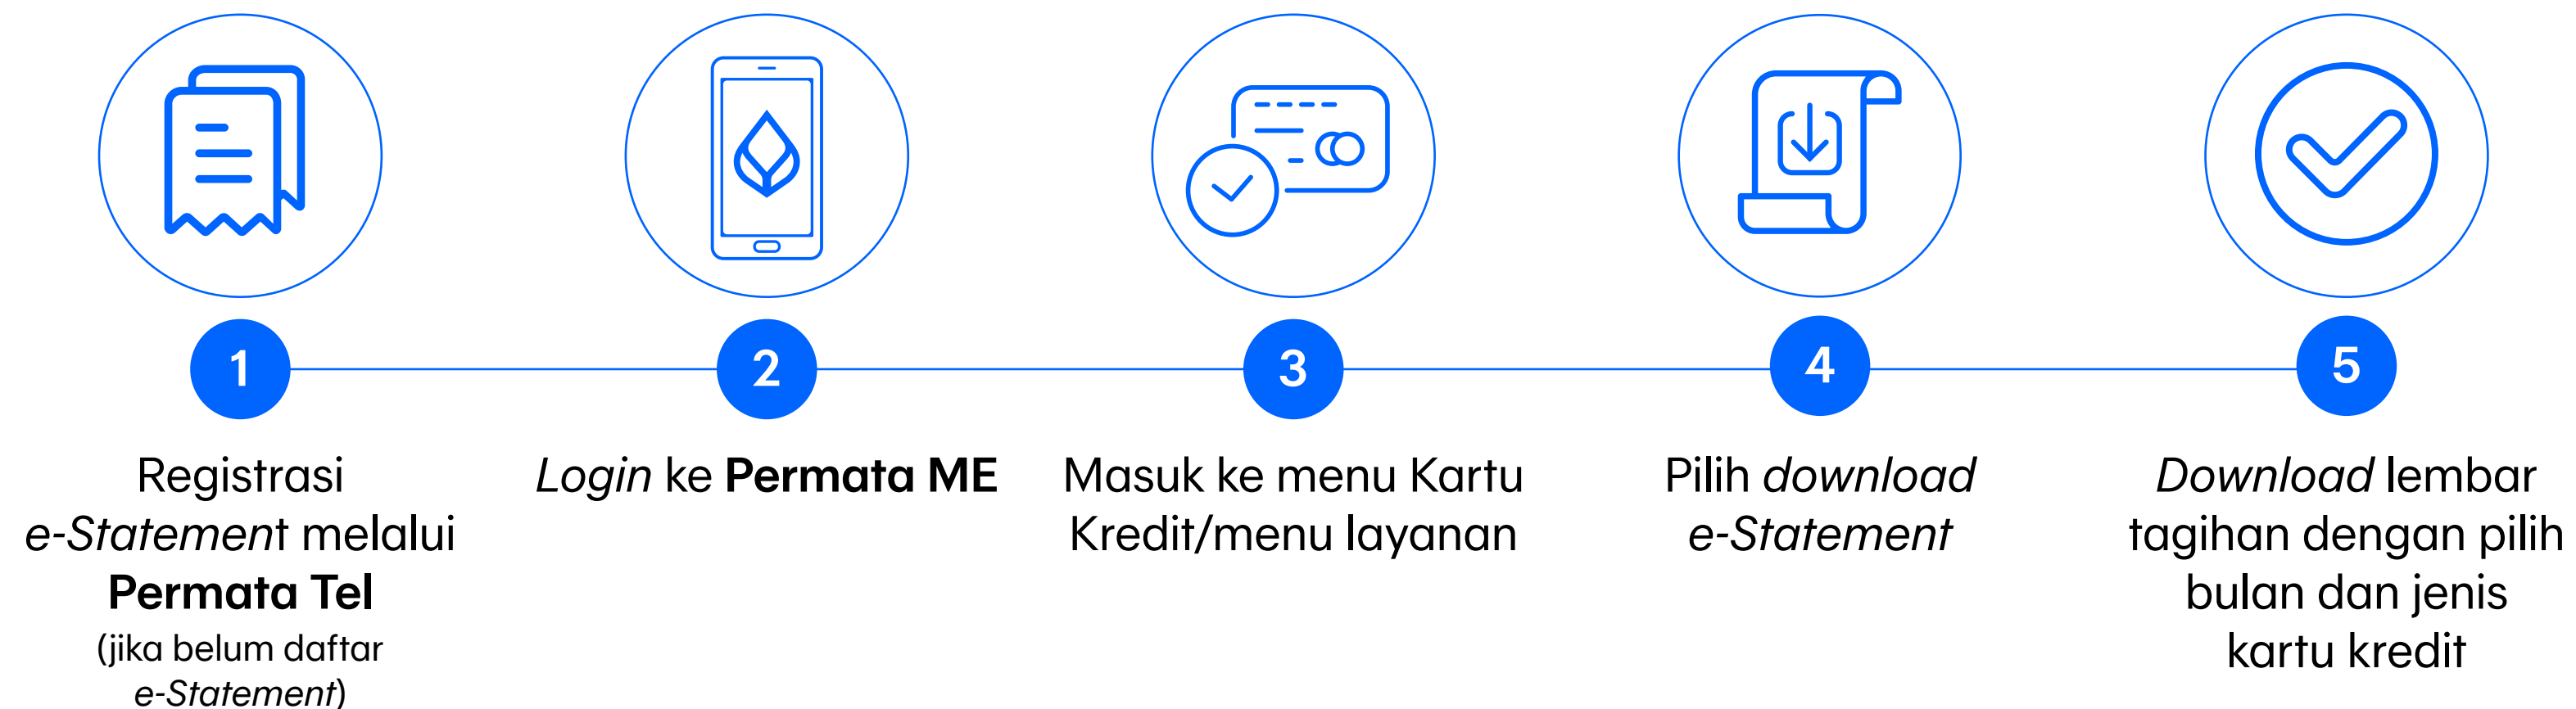 1
Registrasi
e-Statement melalui
Permata Tel
(jika belum daftar
e-Statement)
2
Login ke Permata ME
3
Masuk ke menu Kartu
Kredit/menu layanan
4
Pilih download
e-Statement
5
Download lembar
tagihan dengan pilih
bulan dan jenis
kartu kredit